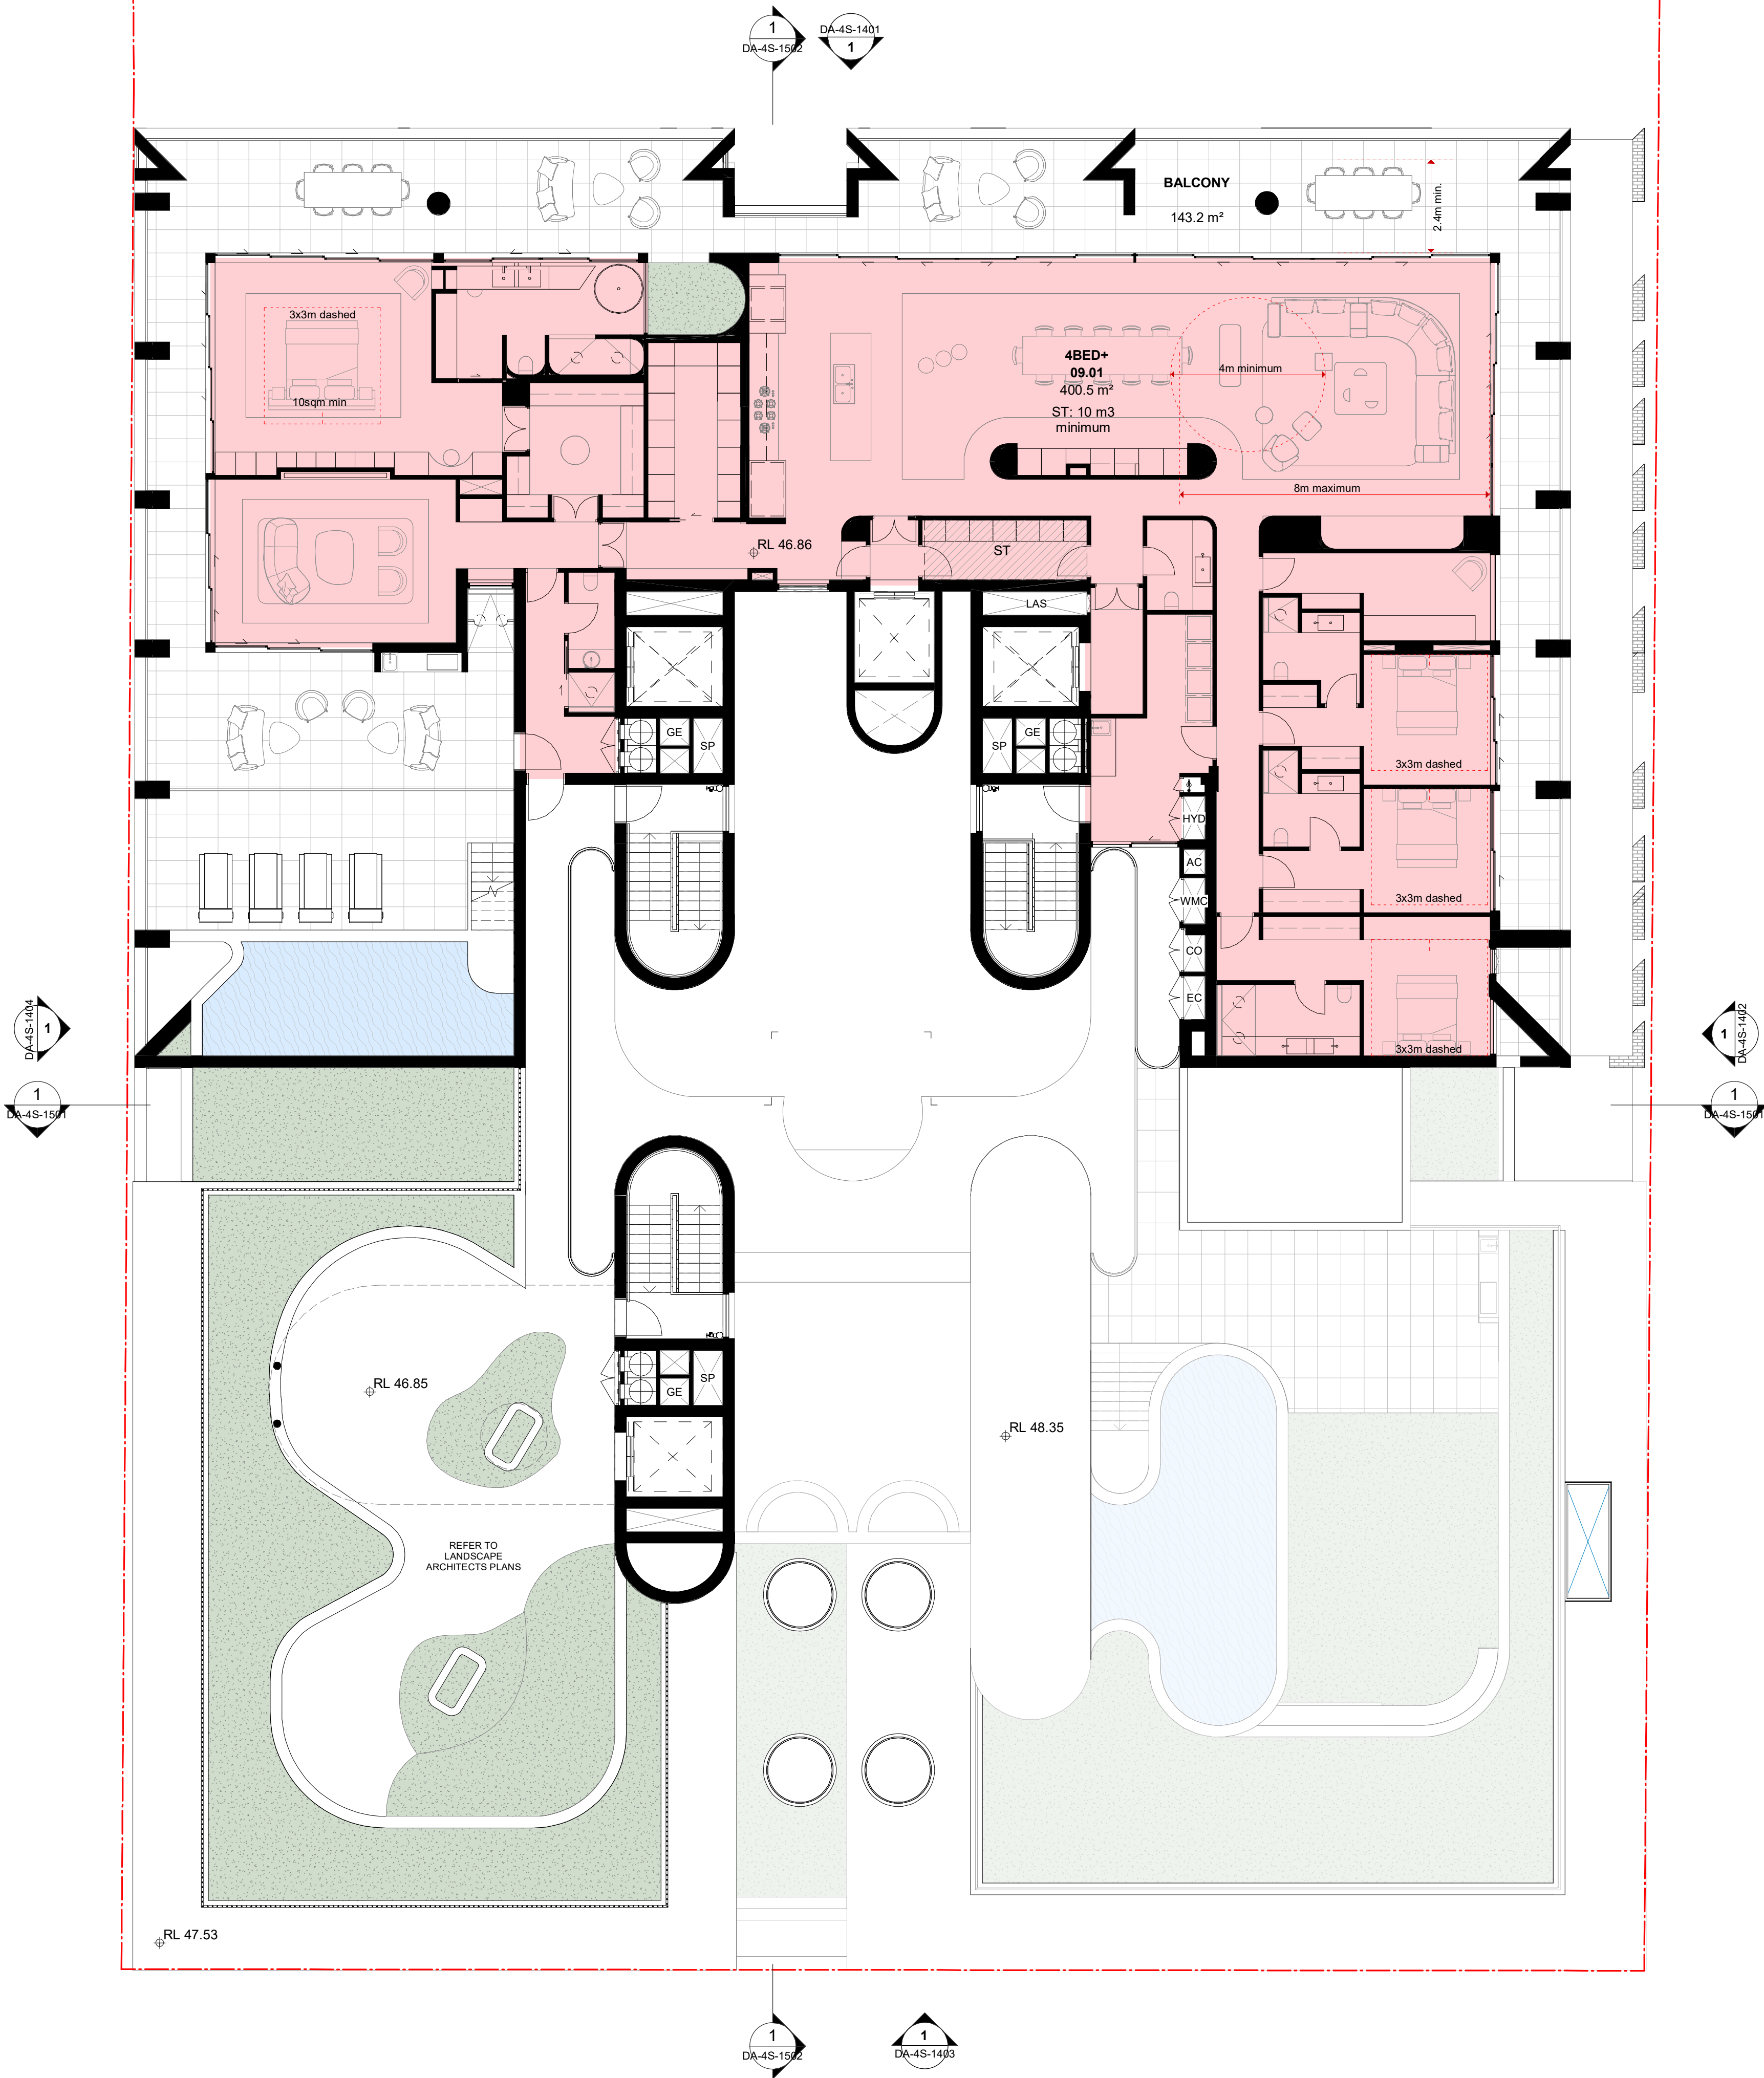 1
DA-4S-1502
DA-4S-1401
1
BALCONY
143.2 m²
2.4m min.
3x3m dashed
10sqm min
4BED+
09.01
400.5 m²
ST: 10 m3
minimum
4m minimum
8m maximum
RL 46.86
ST
LAS
GE
SP
SP
GE
3x3m dashed
HYD
AC
WMC
3x3m dashed
CO
EC
3x3m dashed
DA-4S-1404
1
1
DA-4S-1402
1
DA-4S-1501
1
DA-4S-1501
SP
GE
RL 46.85
RL 48.35
REFER TO
LANDSCAPE
ARCHITECTS PLANS
RL 47.53
1
DA-4S-1502
1
DA-4S-1403